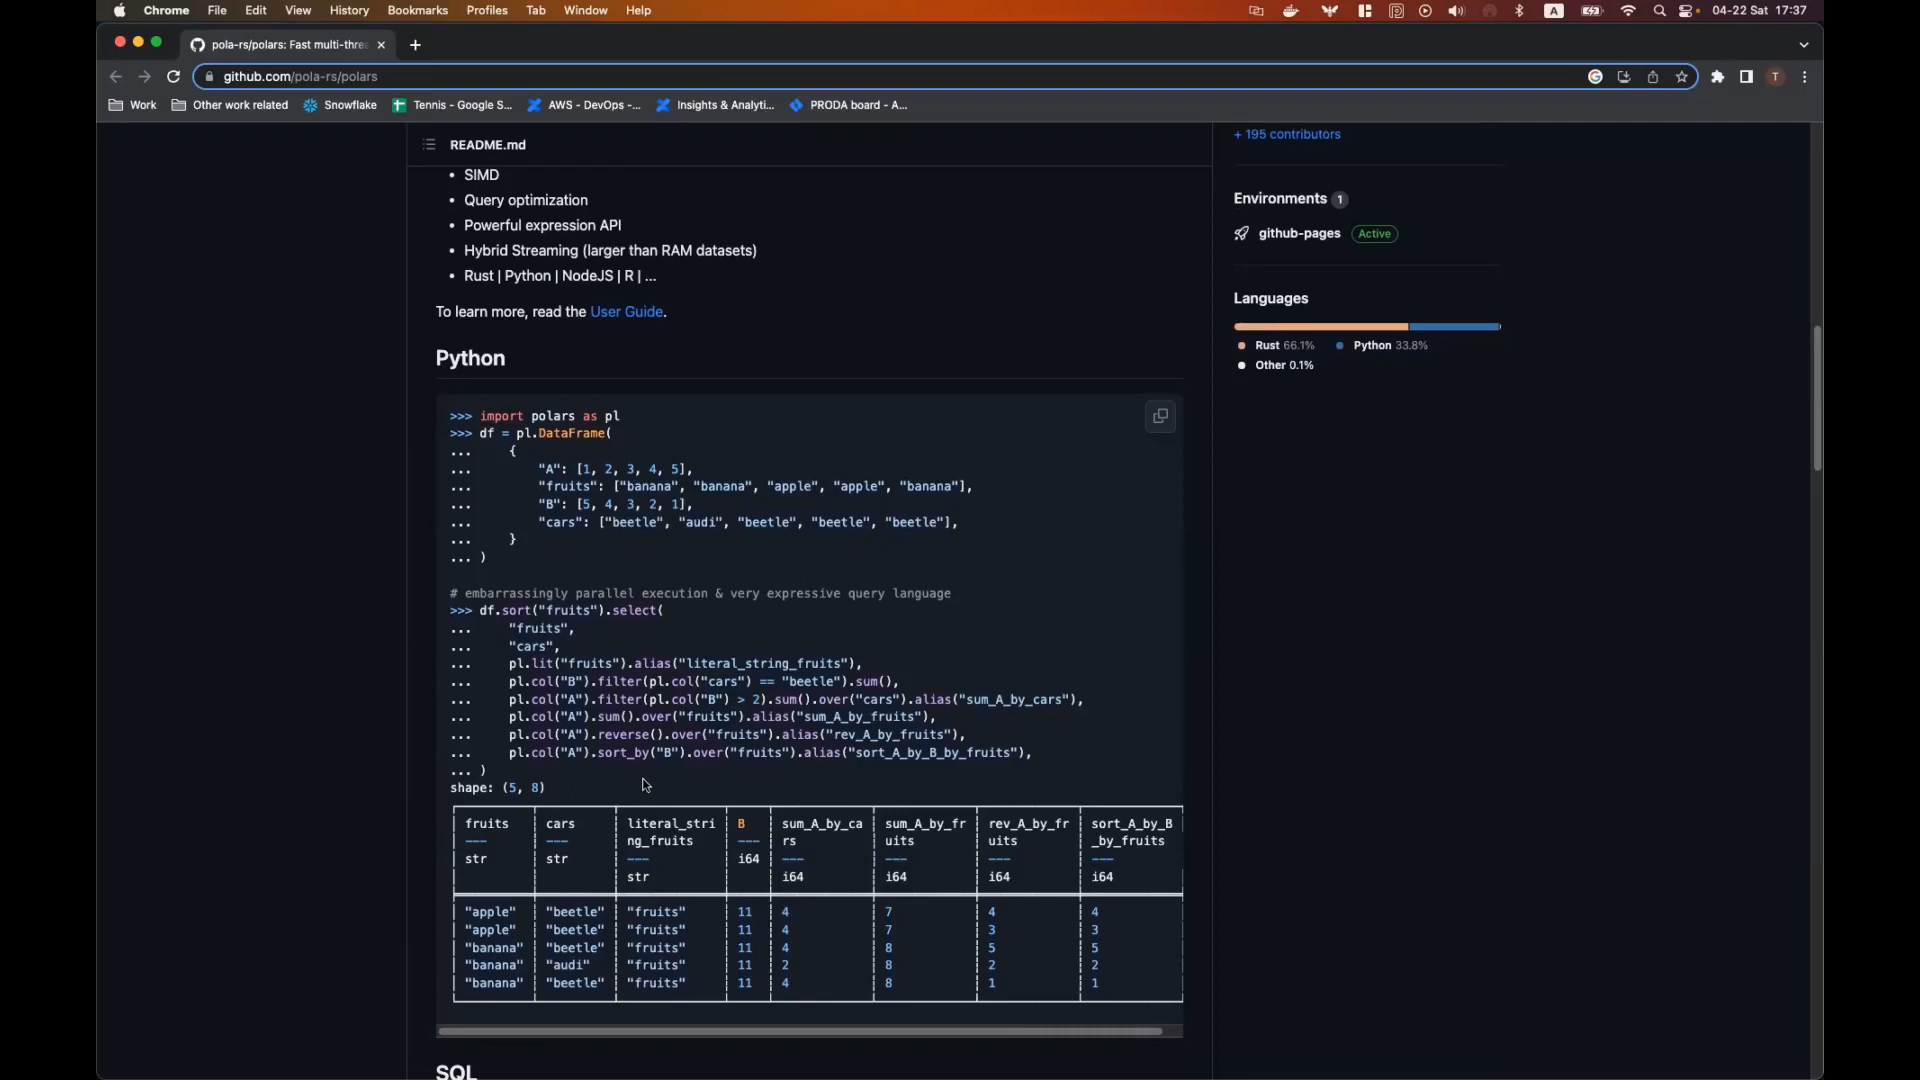 Chrome File Edit View History Bookmarks Profiles Tab Window Help A 04-22 Sat 17:37
pola-rs/polars: Fast multi-threa
github.com/pola-rs/polars T
Work Other work related Snowflake Tennis - Google S... AWS - DevOps -... Insights & Analyti... PRODA board - A...
README.md
• SIMD
• Query optimization
• Powerful expression API
• Hybrid Streaming (larger than RAM datasets)
• Rust | Python | NodeJS | R | ...
To learn more, read the User Guide.
Python
>>> import polars as pl
>>> df = pl.DataFrame(
... {
... "A": [1, 2, 3, 4, 5],
... "fruits": ["banana", "banana", "apple", "apple", "banana"],
... "B": [5, 4, 3, 2, 1],
... "cars": ["beetle", "audi", "beetle", "beetle", "beetle"],
... }
... )
# embarrassingly parallel execution & very expressive query language
>>> df.sort("fruits").select(
... "fruits",
... "cars",
... pl.lit("fruits").alias("literal_string_fruits"),
... pl.col("B").filter(pl.col("cars") == "beetle").sum(),
... pl.col("A").filter(pl.col("B") > 2).sum().over("cars").alias("sum_A_by_cars"),
... pl.col("A").sum().over("fruits").alias("sum_A_by_fruits"),
... pl.col("A").reverse().over("fruits").alias("rev_A_by_fruits"),
... pl.col("A").sort_by("B").over("fruits").alias("sort_A_by_B_by_fruits"),
... )
shape: (5, 8)
fruits cars literal_stri B sum_A_by_ca sum_A_by_fr rev_A_by_fr sort_A_by_B
--- --- ng_fruits --- rs uits uits _by_fruits
str str --- i64 --- --- --- ---
str i64 i64 i64 i64
"apple" "beetle" "fruits" 11 4 7 4 4
"apple" "beetle" "fruits" 11 4 7 3 3
"banana" "beetle" "fruits" 11 4 8 5 5
"banana" "audi" "fruits" 11 2 8 2 2
"banana" "beetle" "fruits" 11 4 8 1 1
SQL
+ 195 contributors
Environments 1
github-pages Active
Languages
Rust 66.1% Python 33.8%
Other 0.1%